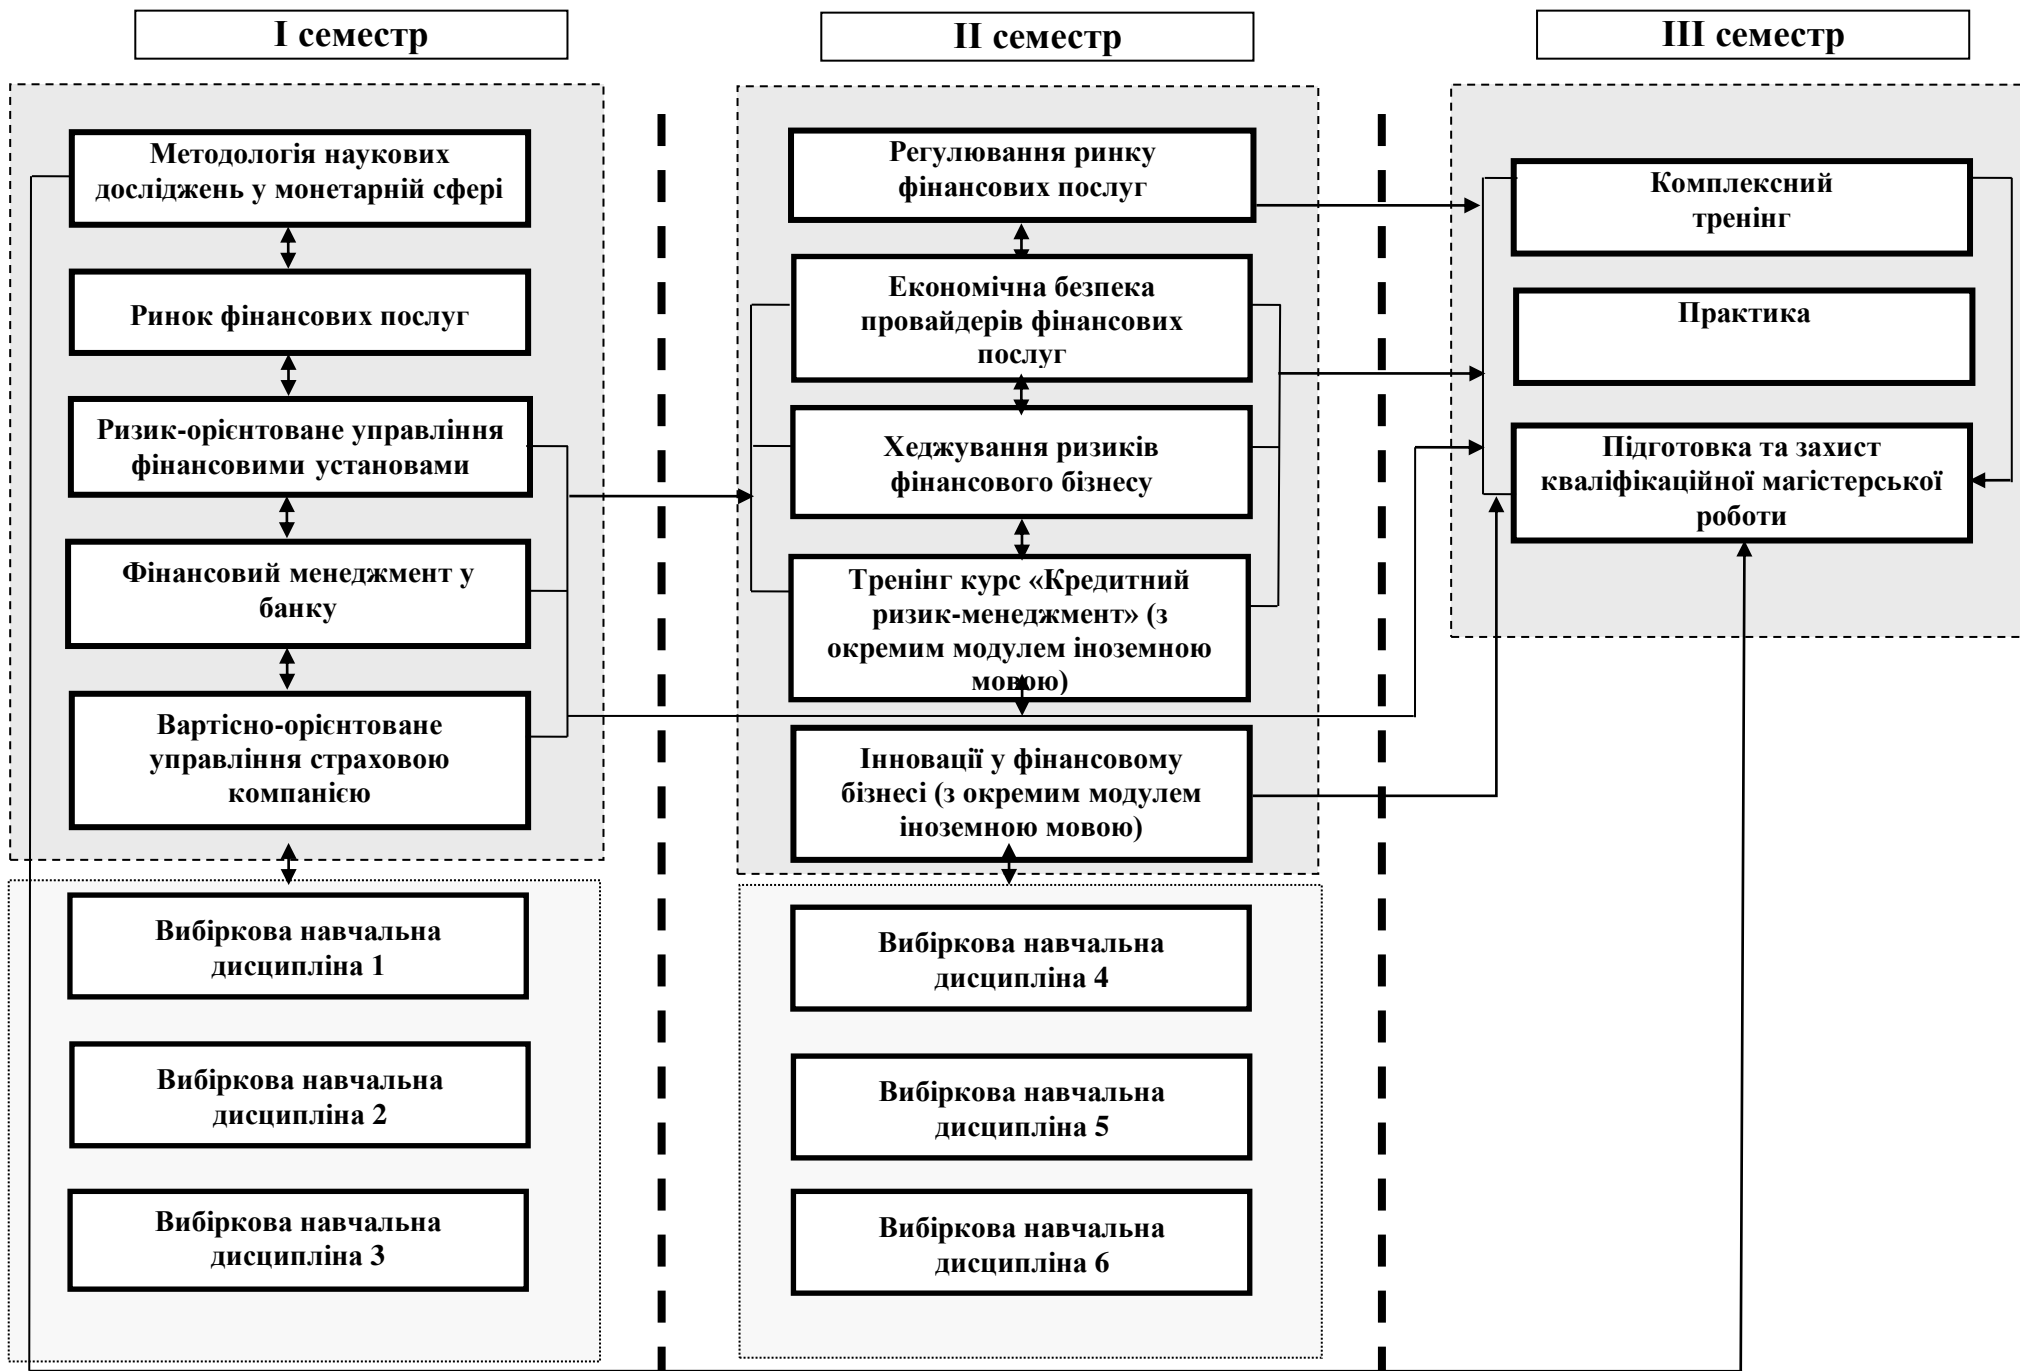 I семестр
Методологія наукових
досліджень у монетарній сфері
Ринок фінансових послуг
Ризик-орієнтоване управління
фінансовими установами
Фінансовий менеджмент у
банку
Вартісно-орієнтоване
управління страховою
компанією
Вибіркова навчальна
дисципліна 1
Вибіркова навчальна
дисципліна 2
Вибіркова навчальна
дисципліна 3
II семестр
Регулювання ринку
фінансових послуг
Економічна безпека
провайдерів фінансових
послуг
Хеджування ризиків
фінансового бізнесу
Тренінг курс «Кредитний
ризик-менеджмент» (з
окремим модулем іноземною
мовою)
Інновації у фінансовому
бізнесі (з окремим модулем
іноземною мовою)
Вибіркова навчальна
дисципліна 4
Вибіркова навчальна
дисципліна 5
Вибіркова навчальна
дисципліна 6
III семестр
Комплексний
тренінг
Практика
Підготовка та захист
кваліфікаційної магістерської
роботи